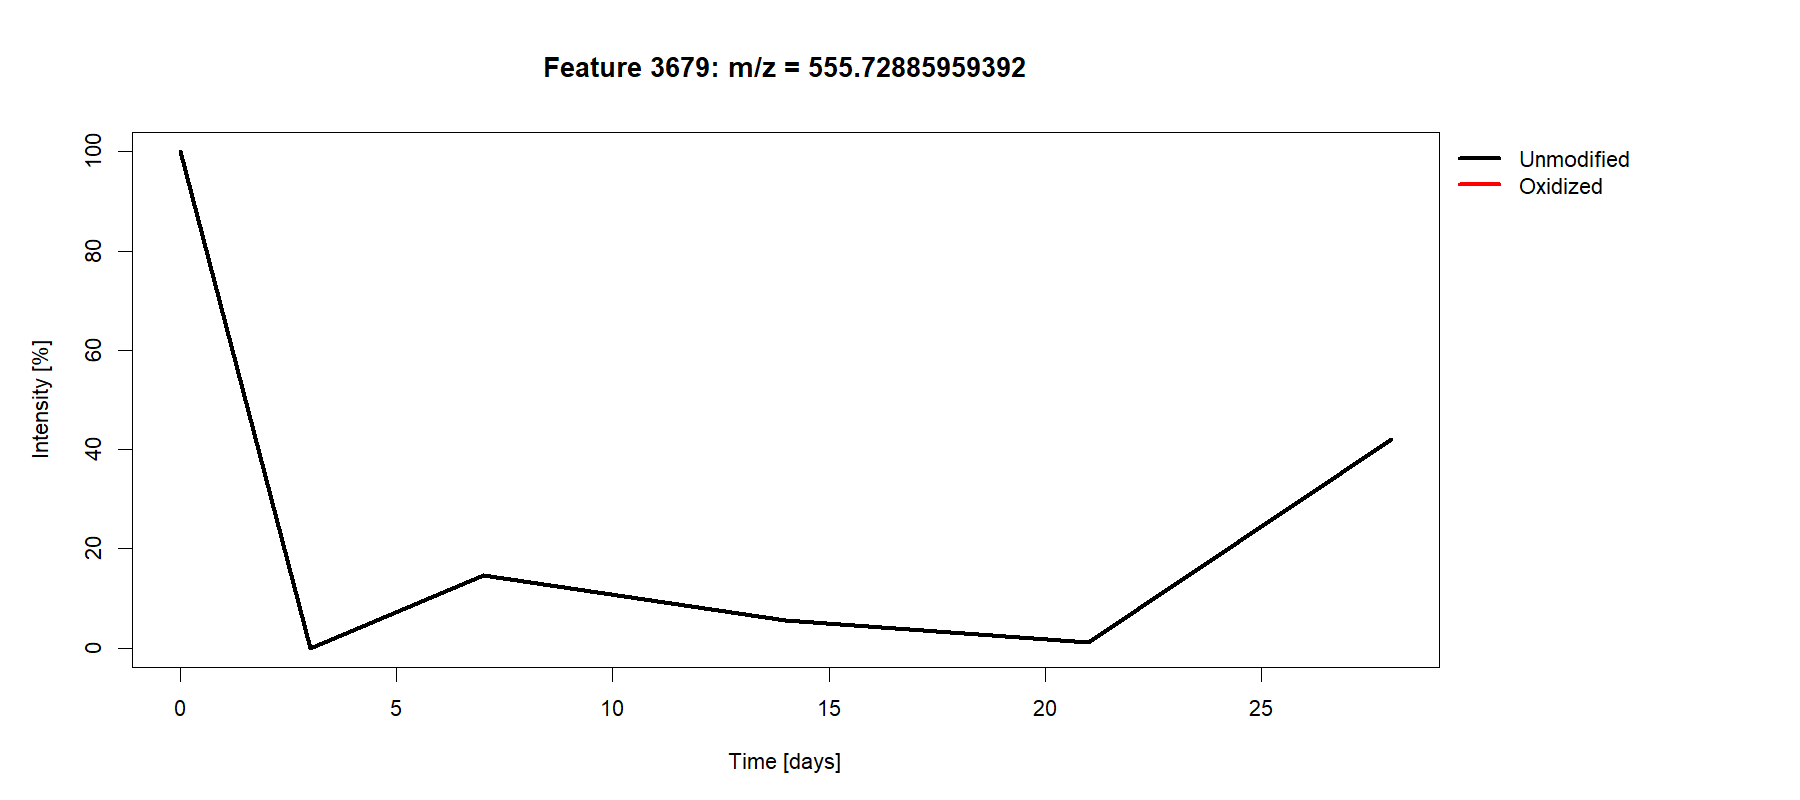 Feature 3679: m/z = 555.72885959392
Unmodified
Oxidized
Intensity [%]
100
80
60
40
20
0
0 5 10 15 20 25
Time [days]